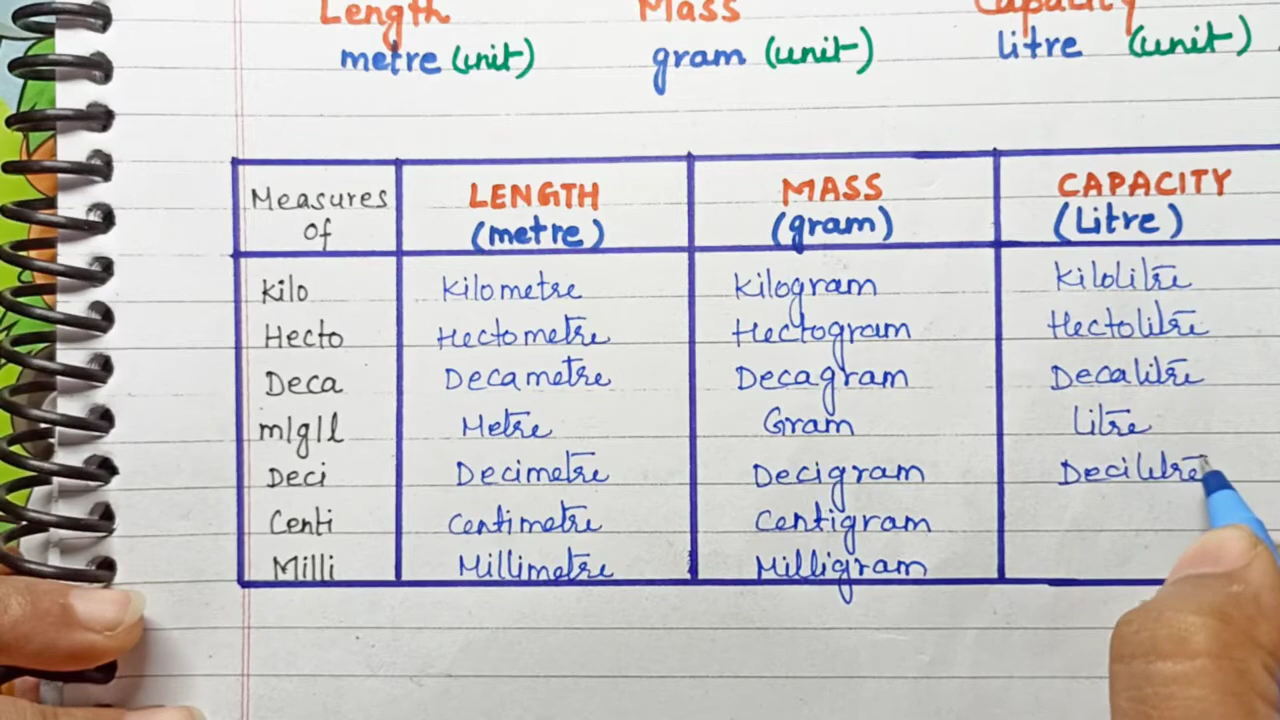 Length Mass Capacity
metre (unit) gram (unit) litre (unit)
Measures of LENGTH (metre) MASS (gram) CAPACITY (Litre)
Kilo Kilometre Kilogram Kilolitre
Hecto Hectometre Hectogram Hectolitre
Deca Decametre Decagram Decalitre
m/g/l Metre Gram litre
Deci Decimetre Decigram Decilitre
Centi Centimetre Centigram
Milli Millimetre Milligram